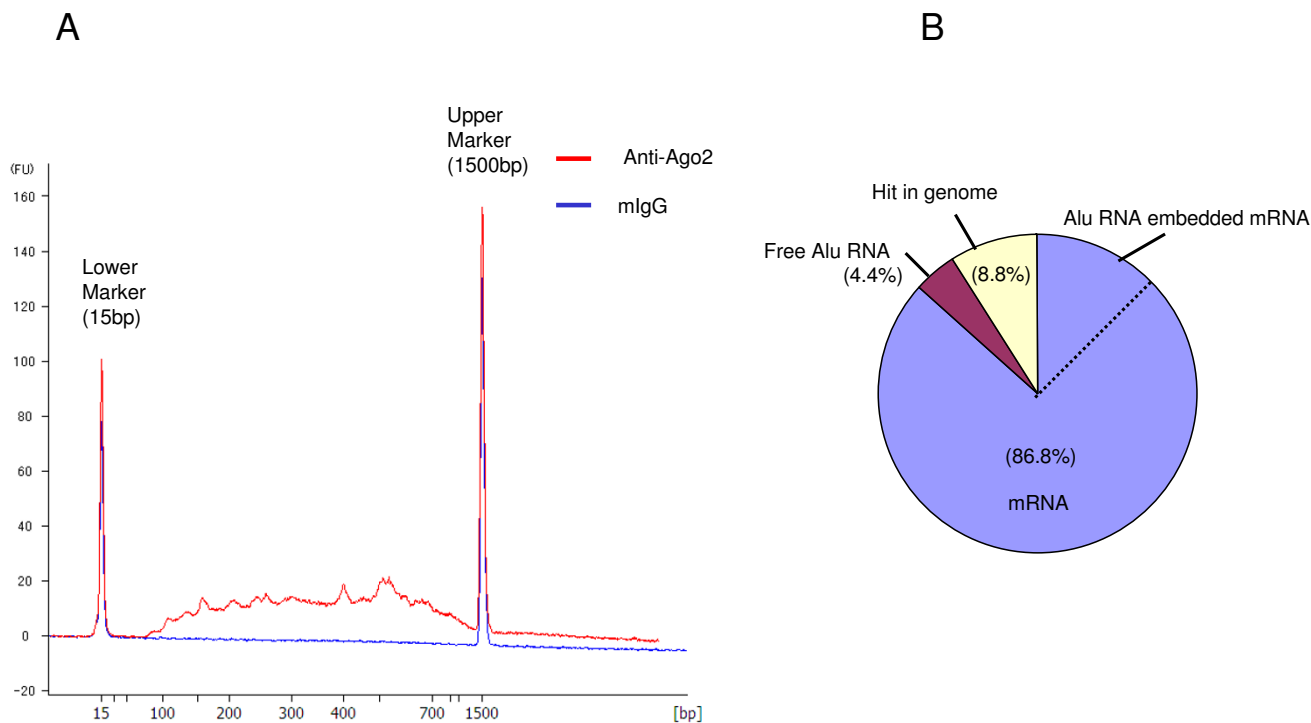 A
B
Upper
Marker
(1500bp)
Anti-Ago2
mIgG
(FU)
160
140
120
100
80
60
40
20
0
-20
Lower
Marker
(15bp)
15
100
200
300
400
700
1500
[bp]
Hit in genome
Alu RNA embedded mRNA
Free Alu RNA
(4.4%)
(8.8%)
(86.8%)
mRNA